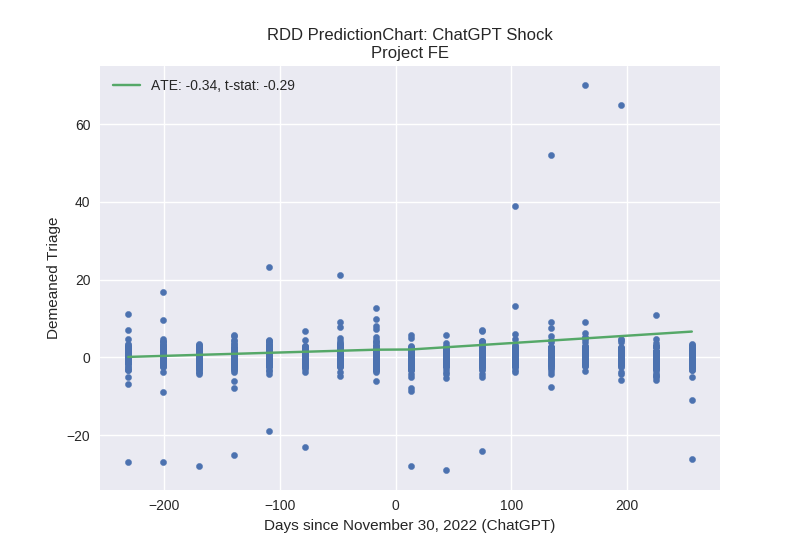 RDD PredictionChart: ChatGPT Shock
Project FE
ATE: -0.34, t-stat: -0.29
60
40
20
0
−20
Demeaned Triage
−200
−100
0
100
200
Days since November 30, 2022 (ChatGPT)